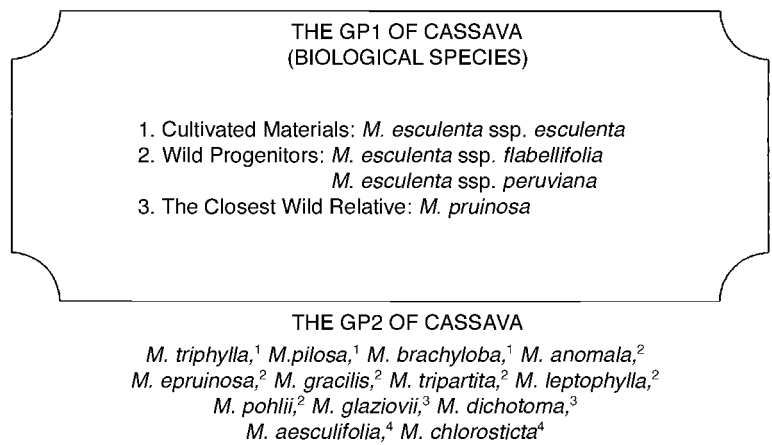 THE GP1 OF CASSAVA
(BIOLOGICAL SPECIES)
1. Cultivated Materials: M. esculenta ssp. esculenta
2. Wild Progenitors: M. esculenta ssp. flabellifolia
M. esculenta ssp. peruviana
3. The Closest Wild Relative: M. pruinosa
THE GP2 OF CASSAVA
M. triphylla,¹ M.pilosa,¹ M. brachyloba,¹ M. anomala,²
M. epruinosa,² M. gracilis,² M. tripartita,² M. leptophylla,²
M. pohlii,² M. glaziovii,³ M. dichotoma,³
M. aesculifolia,⁴ M. chlorosticta⁴